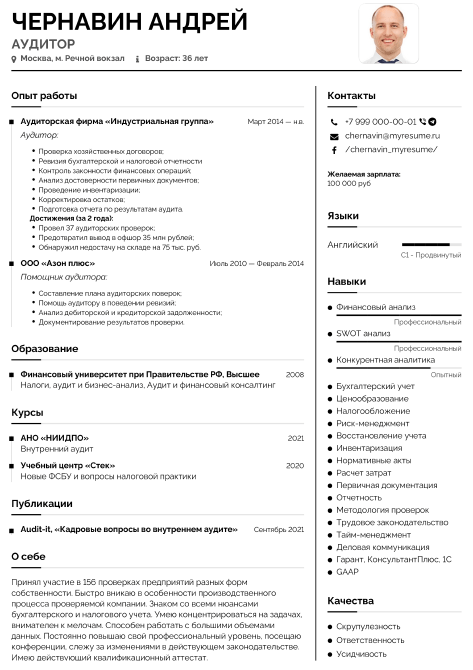 ЧЕРНАВИН АНДРЕЙ
АУДИТОР
Москва, м. Речной вокзал
Возраст: 36 лет
Опыт работы
Аудиторская фирма «Индустриальная группа»
Март 2014 — н.в.
Аудитор:
Проверка хозяйственных договоров;
Ревизия бухгалтерской и налоговой отчетности
Контроль законности финансовых операций;
Анализ достоверности первичных документов;
Проведение инвентаризации;
Корректировка остатков;
Подготовка отчета по результатам аудита.
Достижения (за 2 года):
Провел 37 аудиторских проверок;
Предотвратил вывод в офшор 35 млн рублей;
Обнаружил недостачу на складе на 75 тыс. руб.
ООО «Азон плюс»
Июль 2010 — Февраль 2014
Помощник аудитора:
Составление плана аудиторских поверок;
Помощь аудитору в поведении ревизий;
Анализ дебиторской и кредиторской задолженности;
Документирование результатов проверки.
Образование
Финансовый университет при Правительстве РФ, Высшее
2008
Налоги, аудит и бизнес-анализ, Аудит и финансовый консалтинг
Курсы
АНО «НИИДПО»
2021
Внутренний аудит
Учебный центр «Стек»
2020
Новые ФСБУ и вопросы налоговой практики
Публикации
Audit-it, «Кадровые вопросы во внутреннем аудите»
Сентябрь 2021
О себе
Принял участие в 156 проверках предприятий разных форм
собственности. Быстро вникаю в особенности производственного
процесса проверяемой компании. Знаком со всеми нюансами
бухгалтерского и налогового учета. Умею концентрироваться на задачах,
внимателен к мелочам. Способен работать с большими объемами
данных. Постоянно повышаю свой профессиональный уровень, посещаю
конференции, слежу за изменениями в действующем законодательстве.
Имею действующий квалификационный аттестат.
Контакты
+7 999 000-00-01
chernavin@myresume.ru
/chernavin_myresume/
Желаемая зарплата:
100 000 руб
Языки
Английский
C1 - Продвинутый
Навыки
Финансовый анализ
Профессиональный
SWOT анализ
Профессиональный
Конкурентная аналитика
Опытный
Бухгалтерский учет
Ценообразование
Налогообложение
Риск-менеджмент
Восстановление учета
Инвентаризация
Нормативные акты
Расчет затрат
Первичная документация
Отчетность
Методология проверок
Трудовое законодательство
Тайм-менеджмент
Деловая коммуникация
Гарант, КонсультантПлюс, 1С
GAAP
Качества
Скрупулезность
Ответственность
Усидчивость